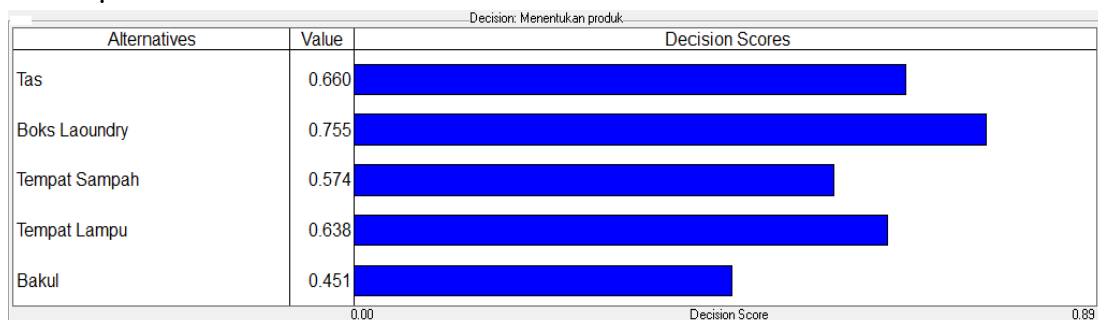 Decision: Menentukan produk
Alternatives Value Decision Scores
Tas 0.660
Boks Laoundry 0.755
Tempat Sampah 0.574
Tempat Lampu 0.638
Bakul 0.451
0.00 Decision Score 0.89